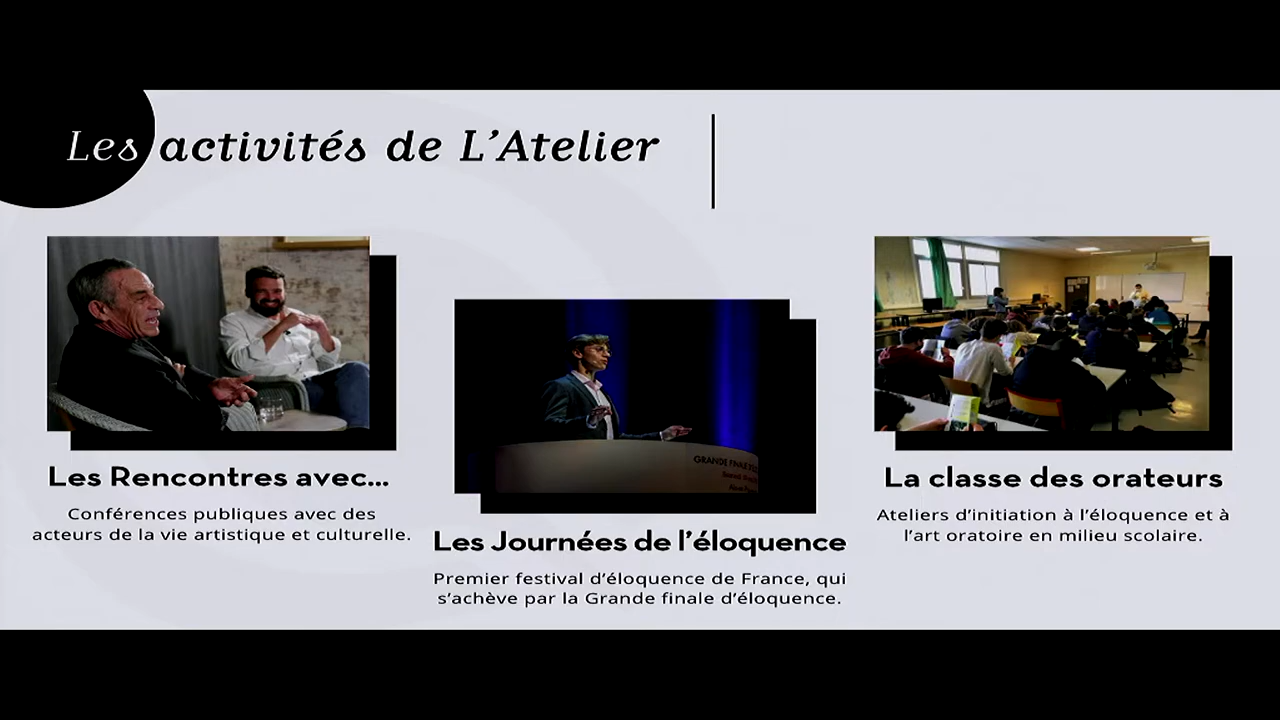 Les activités de L’Atelier
Les Rencontres avec...
Conférences publiques avec des
acteurs de la vie artistique et culturelle.
GRANDE FINALE
Les Journées de l’éloquence
Premier festival d’éloquence de France, qui
s’achève par la Grande finale d’éloquence.
La classe des orateurs
Ateliers d’initiation à l’éloquence et à
l’art oratoire en milieu scolaire.